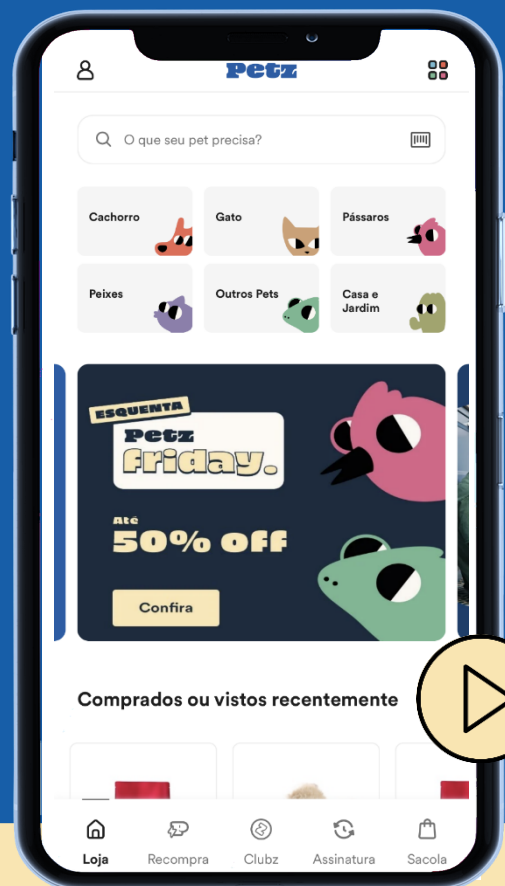 Petz
O que seu pet precisa?
Cachorro
Gato
Pássaros
Peixes
Outros Pets
Casa e
Jardim
ESQUENTA
Petz
friday.
Até
50% OFF
Confira
Comprados ou vistos recentemente
Loja
Recompra
Clubz
Assinatura
Sacola